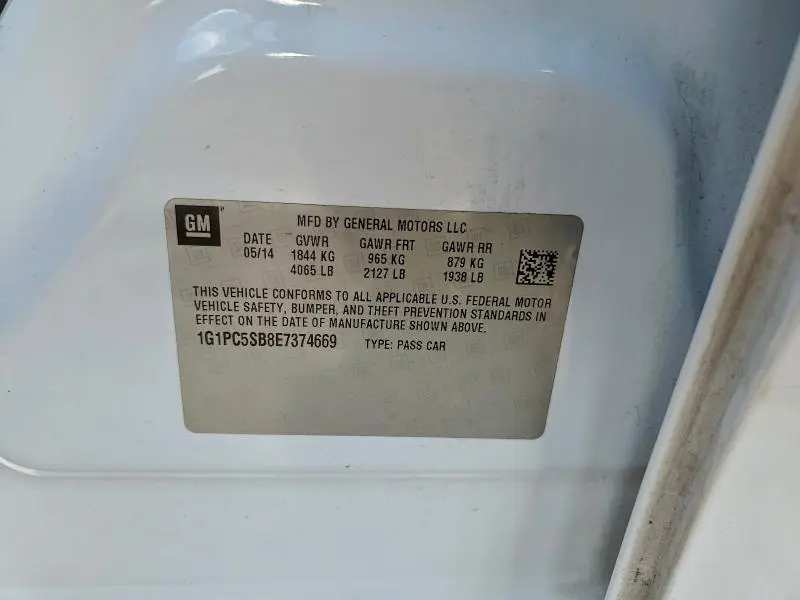 GM
MFD BY GENERAL MOTORS LLC
DATE GVWR GAWR FRT GAWR RR
05/14 1844 KG 965 KG 879 KG
4065 LB 2127 LB 1938 LB
THIS VEHICLE CONFORMS TO ALL APPLICABLE U.S. FEDERAL MOTOR
VEHICLE SAFETY, BUMPER, AND THEFT PREVENTION STANDARDS IN
EFFECT ON THE DATE OF MANUFACTURE SHOWN ABOVE.
1G1PC5SB8E7374669 TYPE: PASS CAR